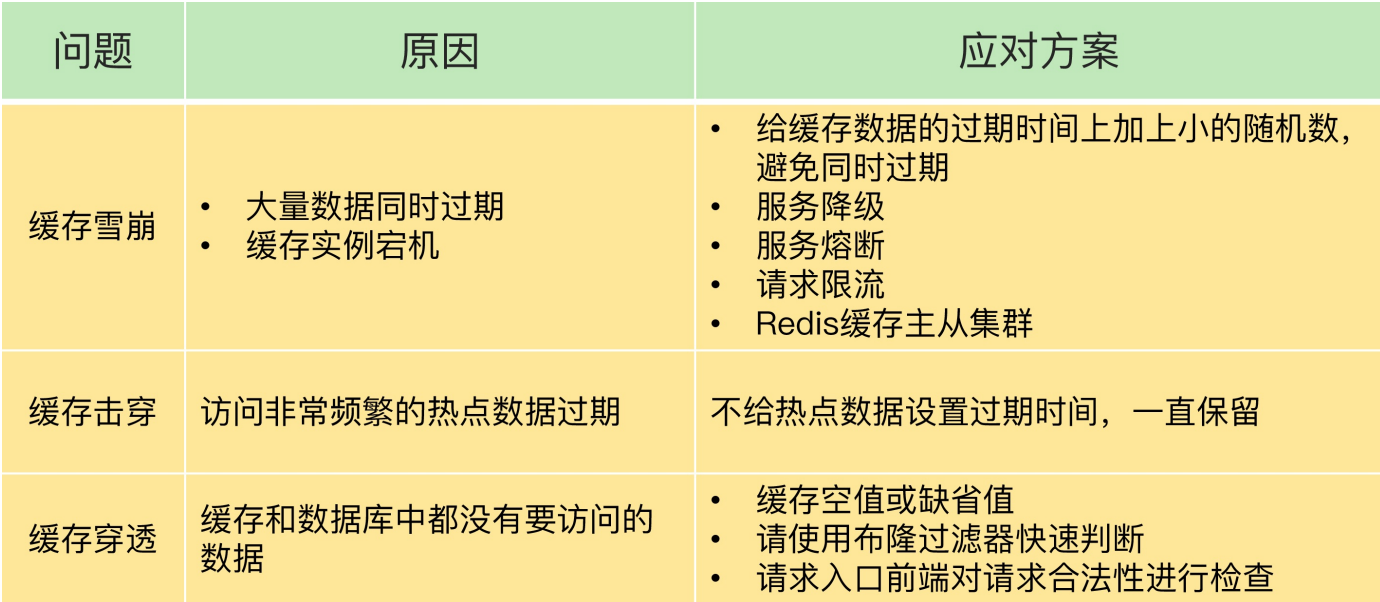 问题
原因
应对方案
缓存雪崩
• 大量数据同时过期
• 缓存实例宕机
• 给缓存数据的过期时间上加上小的随机数，
避免同时过期
• 服务降级
• 服务熔断
• 请求限流
• Redis缓存主从集群
缓存击穿
访问非常频繁的热点数据过期
不给热点数据设置过期时间，一直保留
缓存穿透
缓存和数据库中都没有要访问的
数据
• 缓存空值或缺省值
• 请使用布隆过滤器快速判断
• 请求入口前端对请求合法性进行检查